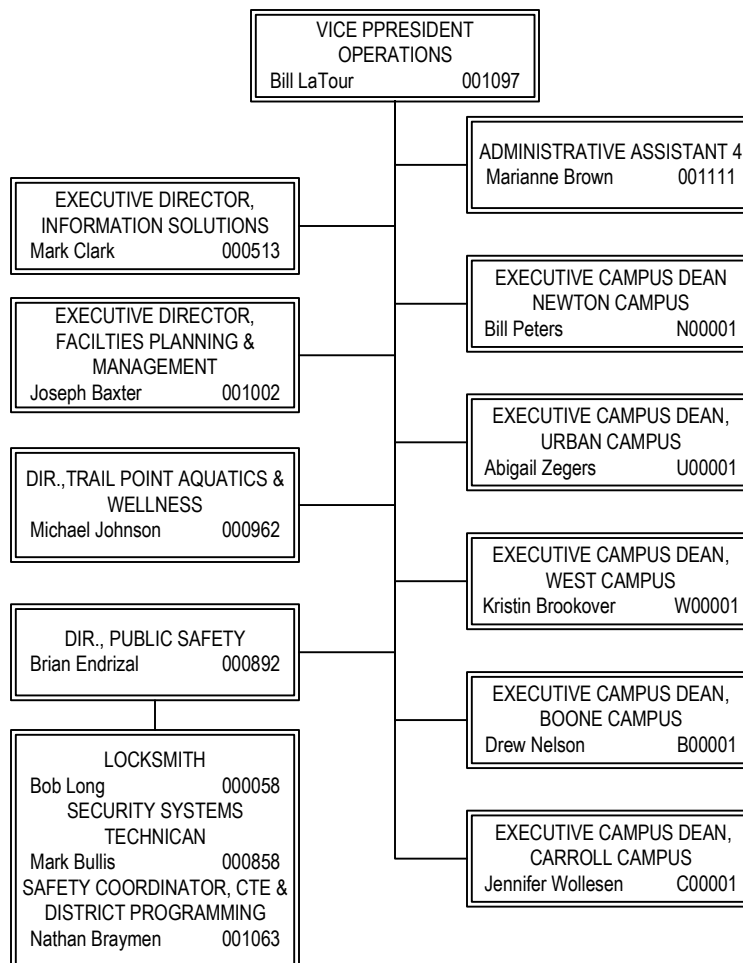 VICE PPRESIDENT
OPERATIONS
Bill LaTour 001097
ADMINISTRATIVE ASSISTANT 4
Marianne Brown 001111
EXECUTIVE DIRECTOR,
INFORMATION SOLUTIONS
Mark Clark 000513
EXECUTIVE CAMPUS DEAN
NEWTON CAMPUS
Bill Peters N00001
EXECUTIVE DIRECTOR,
FACILTIES PLANNING &
MANAGEMENT
Joseph Baxter 001002
EXECUTIVE CAMPUS DEAN,
URBAN CAMPUS
Abigail Zegers U00001
DIR.,TRAIL POINT AQUATICS &
WELLNESS
Michael Johnson 000962
EXECUTIVE CAMPUS DEAN,
WEST CAMPUS
Kristin Brookover W00001
DIR., PUBLIC SAFETY
Brian Endrizal 000892
EXECUTIVE CAMPUS DEAN,
BOONE CAMPUS
Drew Nelson B00001
LOCKSMITH
Bob Long 000058
SECURITY SYSTEMS
TECHNICAN
Mark Bullis 000858
SAFETY COORDINATOR, CTE &
DISTRICT PROGRAMMING
Nathan Braymen 001063
EXECUTIVE CAMPUS DEAN,
CARROLL CAMPUS
Jennifer Wollesen C00001